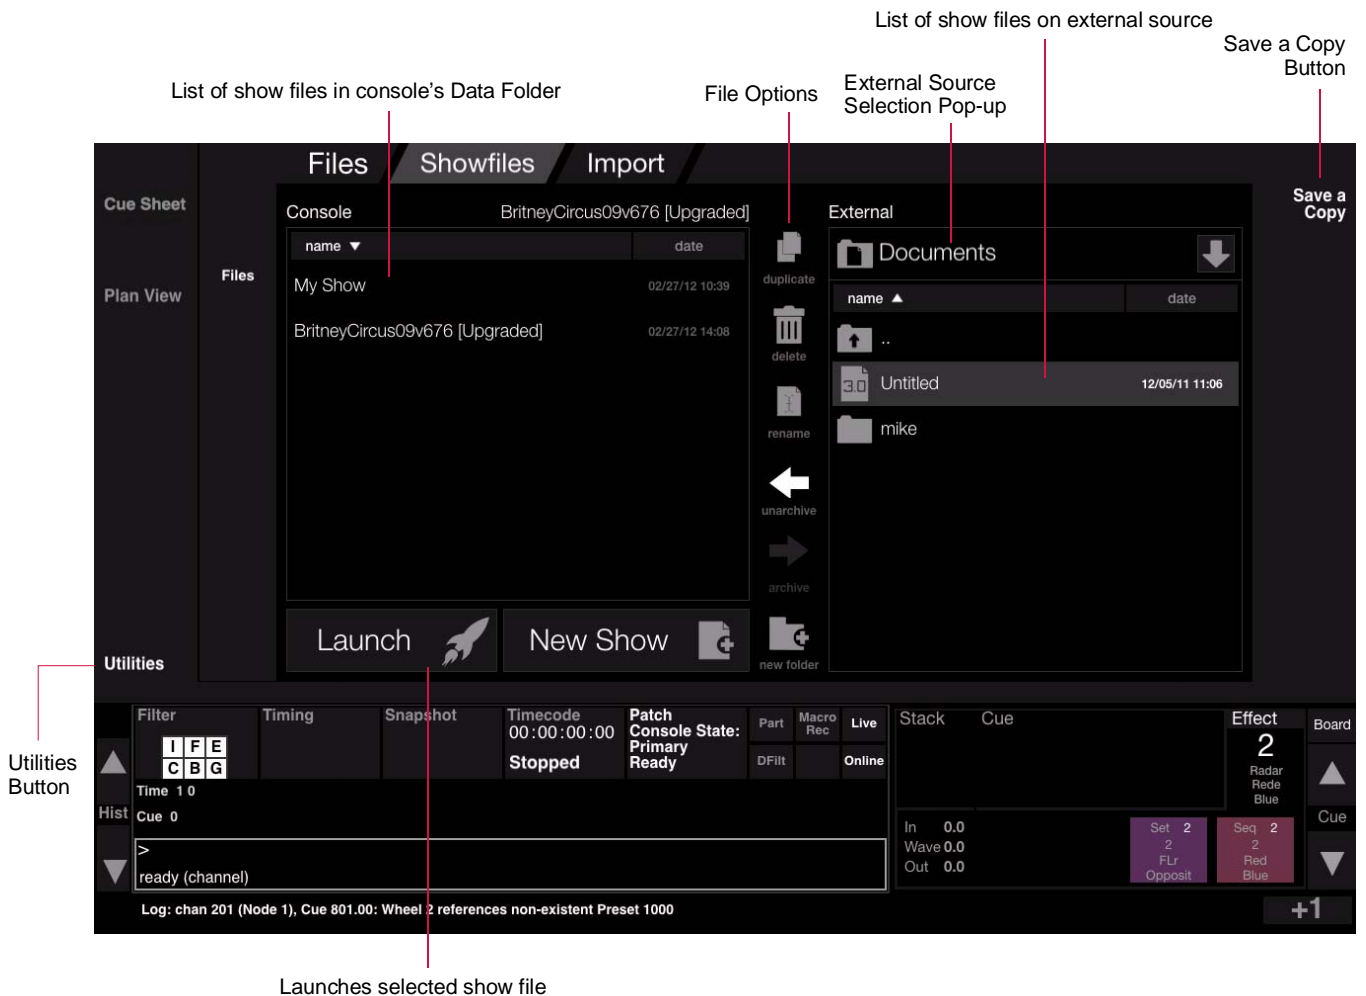 List of show files on external source
Save a Copy
Button
List of show files in console's Data Folder
File Options
External Source
Selection Pop-up
Files
Showfiles
Import
Cue Sheet
Plan View
Utilities
Files
Console
BritneyCircus09v676 [Upgraded]
name ▼
date
My Show
02/27/12 10:39
BritneyCircus09v676 [Upgraded]
02/27/12 14:08
Launch
New Show
duplicate
delete
rename
unarchive
archive
new folder
External
Documents
name ▲
date
..
3.0
Untitled
12/05/11 11:06
mike
Save a
Copy
Utilities
Button
Filter
I F E
C B G
Timing
Snapshot
Timecode
00:00:00:00
Stopped
Patch
Console State:
Primary
Ready
Part
Macro
Rec
Live
DFilt
Online
Time 1 0
Hist
Cue 0
>
ready (channel)
Log: chan 201 (Node 1), Cue 801.00: Wheel 2 references non-existent Preset 1000
Stack
Cue
In 0.0
Wave 0.0
Out 0.0
Effect
2
Radar
Rede
Blue
Set 2
2
FLr
Opposit
Seq 2
2
Red
Blue
Board
Cue
+1
Launches selected show file